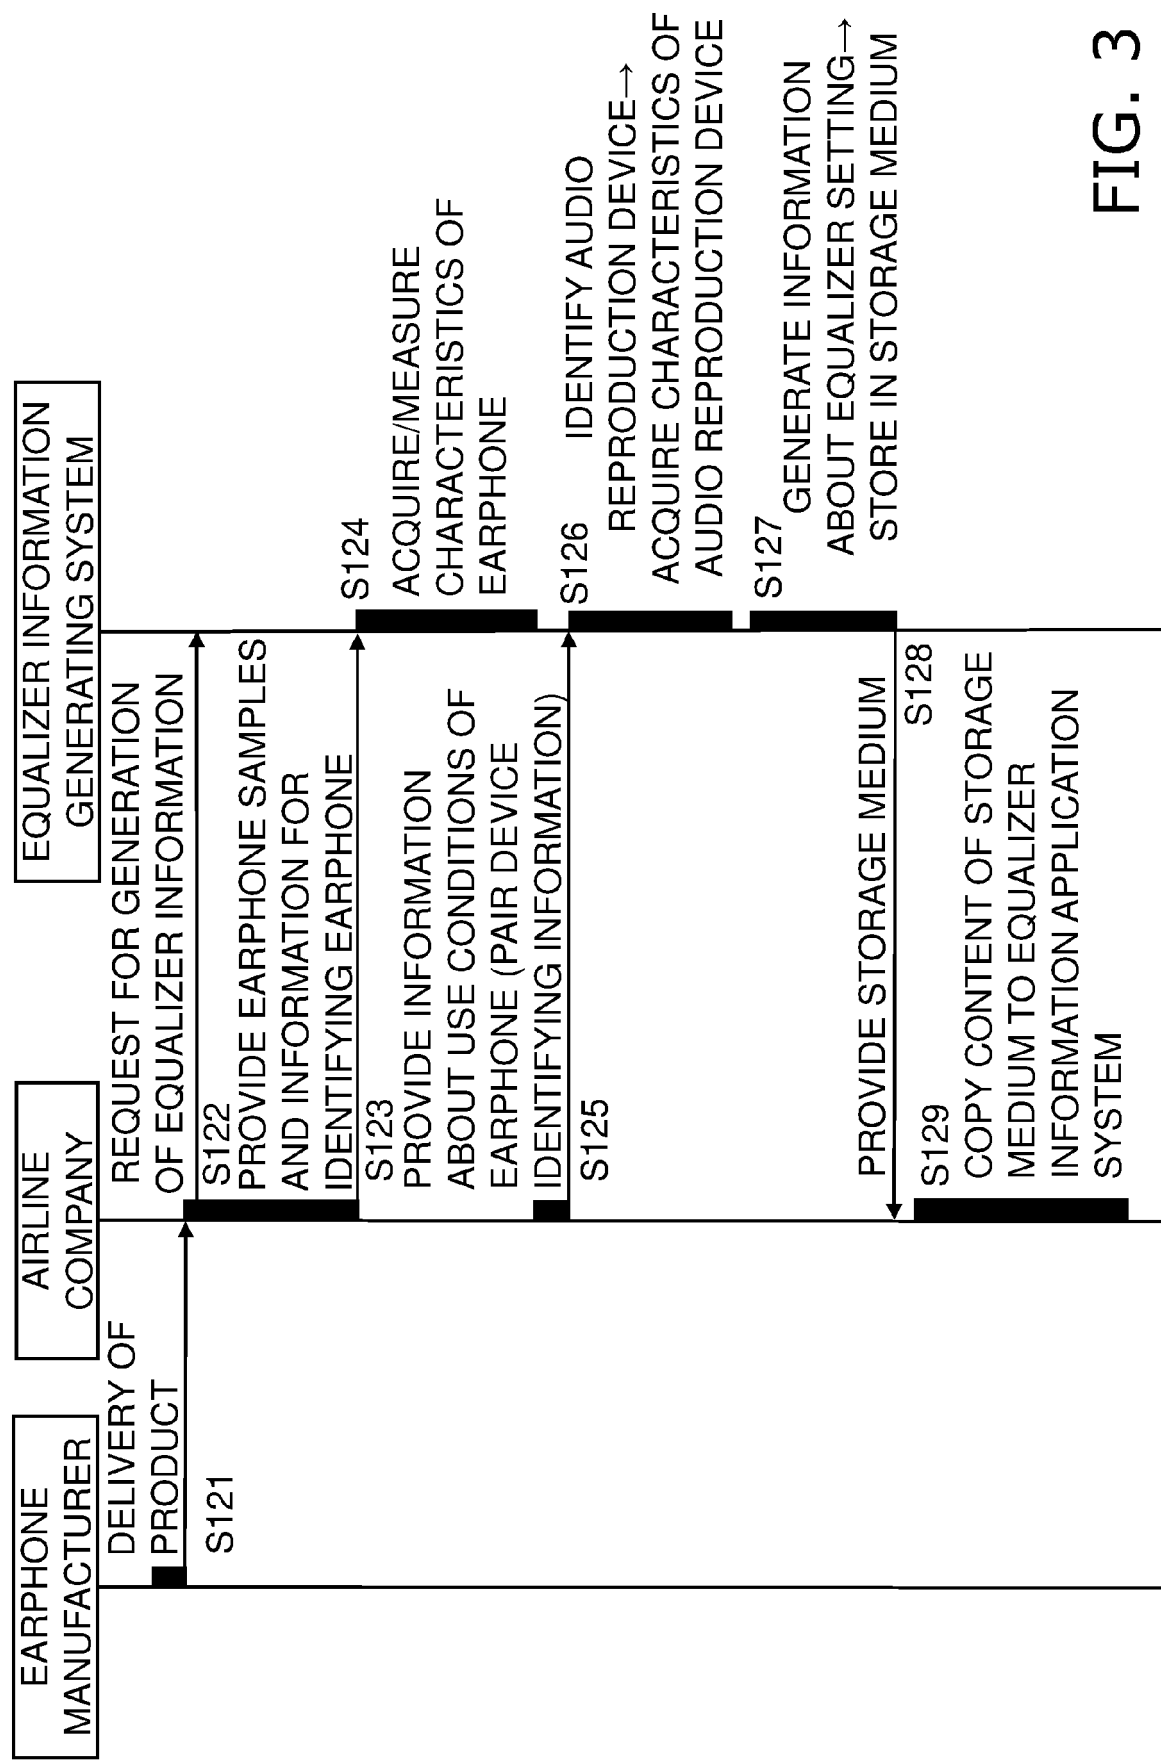 EARPHONE
MANUFACTURER
AIRLINE
COMPANY
EQUALIZER INFORMATION
GENERATING SYSTEM
DELIVERY OF
PRODUCT
S121
REQUEST FOR GENERATION
OF EQUALIZER INFORMATION
S122
PROVIDE EARPHONE SAMPLES
AND INFORMATION FOR
IDENTIFYING EARPHONE
S123
S124
ACQUIRE/MEASURE
CHARACTERISTICS OF
EARPHONE
PROVIDE INFORMATION
ABOUT USE CONDITIONS OF
EARPHONE (PAIR DEVICE
IDENTIFYING INFORMATION)
S125
S126
IDENTIFY AUDIO
REPRODUCTION DEVICE→
ACQUIRE CHARACTERISTICS OF
AUDIO REPRODUCTION DEVICE
S127
GENERATE INFORMATION
ABOUT EQUALIZER SETTING→
STORE IN STORAGE MEDIUM
PROVIDE STORAGE MEDIUM
S128
S129
COPY CONTENT OF STORAGE
MEDIUM TO EQUALIZER
INFORMATION APPLICATION
SYSTEM
FIG. 3